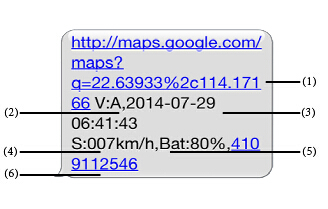 http://maps.google.com/
maps?
q=22.63933%2c114.171
66 V:A,2014-07-29
06:41:43
S:007km/h,Bat:80%,410
9112546
(1)
(2)
(3)
(4)
(5)
(6)